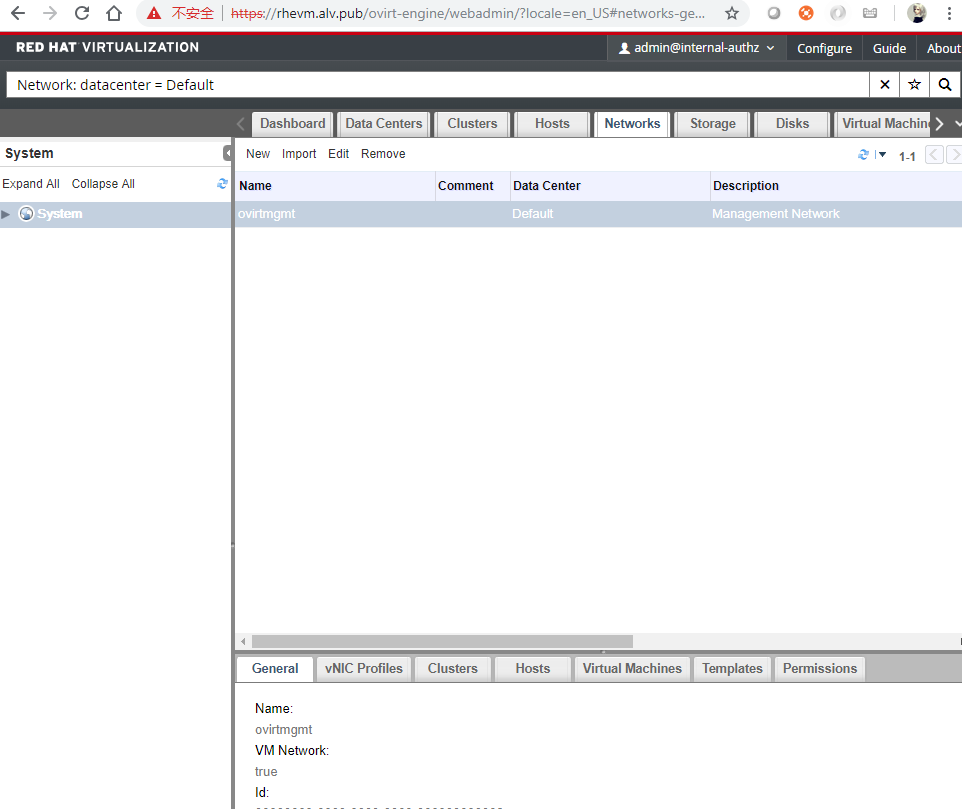 不安全 https://rhevm.alv.pub/ovirt-engine/webadmin/?locale=en_US#networks-ge...
RED HAT VIRTUALIZATION admin@internal-authz Configure Guide About
Network: datacenter = Default
Dashboard Data Centers Clusters Hosts Networks Storage Disks Virtual Machin
System New Import Edit Remove 1-1
Expand All Collapse All Name Comment Data Center Description
System ovirtmgmt Default Management Network
General vNIC Profiles Clusters Hosts Virtual Machines Templates Permissions
Name:
ovirtmgmt
VM Network:
true
Id: